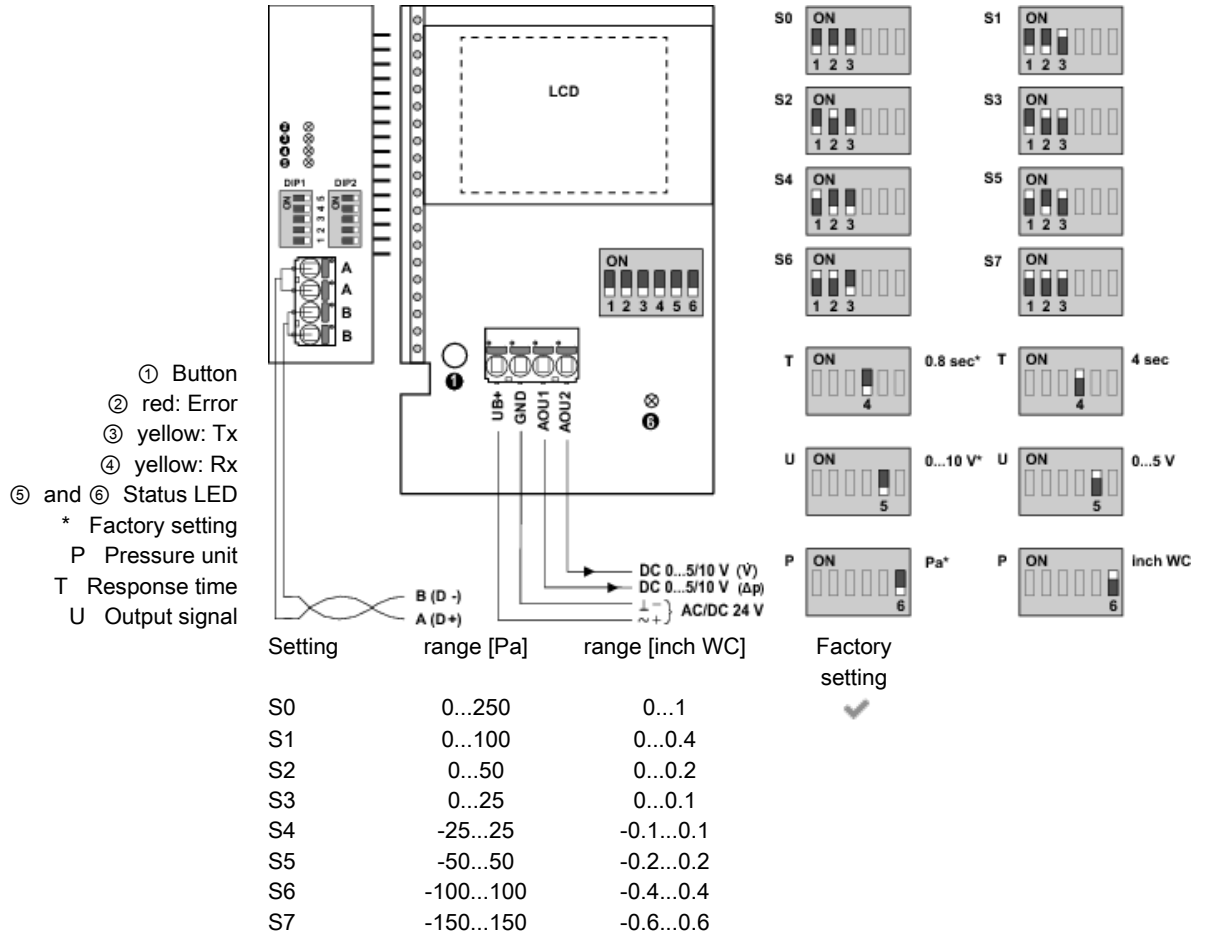 ❷
❸
❹
❺
DIP1 DIP2
ON ON
1 2 3 4 5
A
A
B
B
LCD
ON
1 2 3 4 5 6
❶
❻
UB+
GND
AOU1
AOU2
B (D -)
A (D+)
DC 0...5/10 V (V̇)
DC 0...5/10 V (Δp)
⊥ −
~ + } AC/DC 24 V
① Button
② red: Error
③ yellow: Tx
④ yellow: Rx
⑤ and ⑥ Status LED
* Factory setting
P Pressure unit
T Response time
U Output signal
S0 ON
1 2 3
S1 ON
1 2 3
S2 ON
1 2 3
S3 ON
1 2 3
S4 ON
1 2 3
S5 ON
1 2 3
S6 ON
1 2 3
S7 ON
1 2 3
T ON 0.8 sec*
4
T ON 4 sec
4
U ON 0...10 V*
5
U ON 0...5 V
5
P ON Pa*
6
P ON inch WC
6
Setting range [Pa] range [inch WC] Factory
setting
S0 0...250 0...1 ✓
S1 0...100 0...0.4
S2 0...50 0...0.2
S3 0...25 0...0.1
S4 -25...25 -0.1...0.1
S5 -50...50 -0.2...0.2
S6 -100...100 -0.4...0.4
S7 -150...150 -0.6...0.6